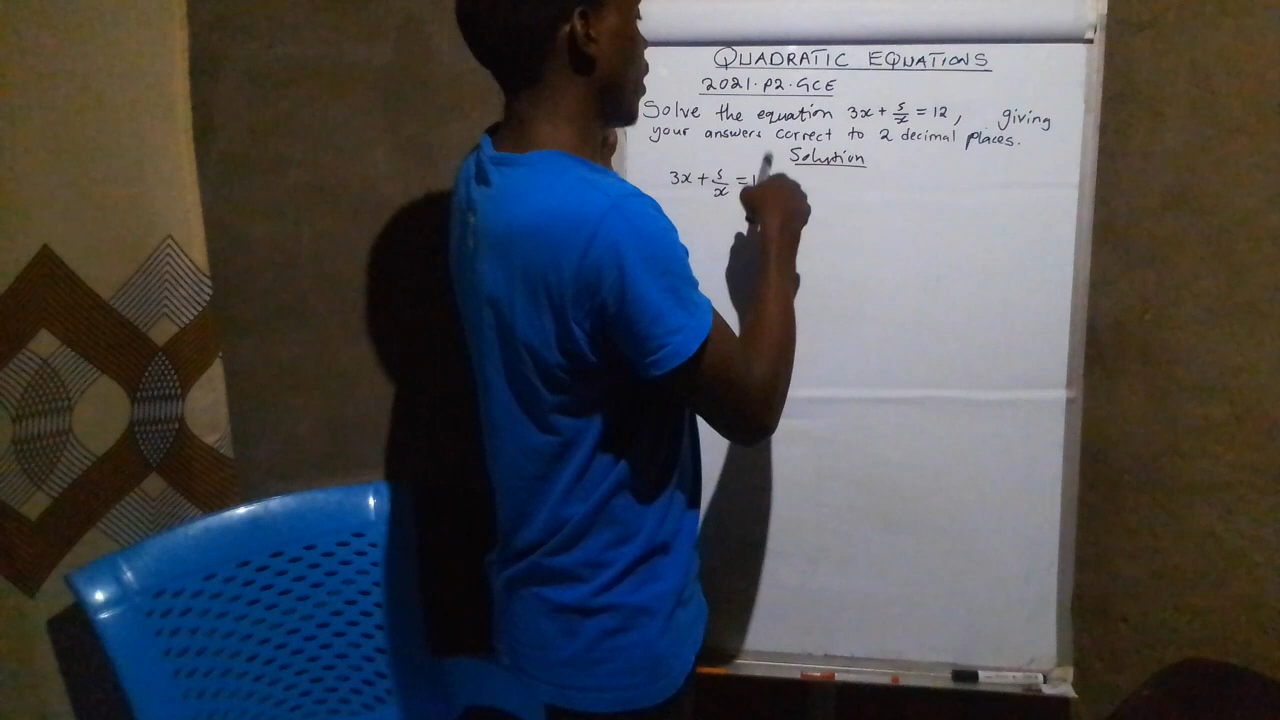 QUADRATIC EQUATIONS
2021.P2.GCE
Solve the equation 3x + 5/x = 12, giving
your answers correct to 2 decimal places.
Solution
3x + 5/x = 1